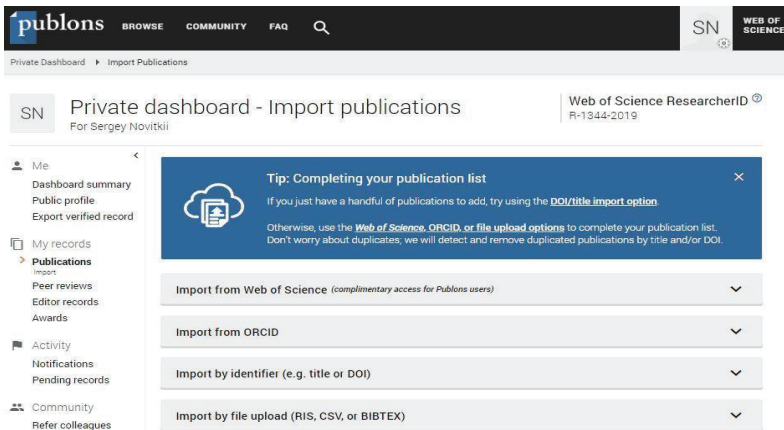 publons BROWSE COMMUNITY FAQ SN WEB OF SCIENCE
Private Dashboard Import Publications
SN
Private dashboard - Import publications
For Sergey Novitkii
Web of Science ResearcherID
R-1344-2019
Me
Dashboard summary
Public profile
Export verified record
My records
Publications
Import
Peer reviews
Editor records
Awards
Activity
Notifications
Pending records
Community
Refer colleagues
Tip: Completing your publication list
If you just have a handful of publications to add, try using the DOI/title import option.
Otherwise, use the Web of Science, ORCID, or file upload options to complete your publication list.
Don't worry about duplicates; we will detect and remove duplicated publications by title and/or DOI.
Import from Web of Science (complimentary access for Publons users)
Import from ORCID
Import by identifier (e.g. title or DOI)
Import by file upload (RIS, CSV, or BIBTEX)